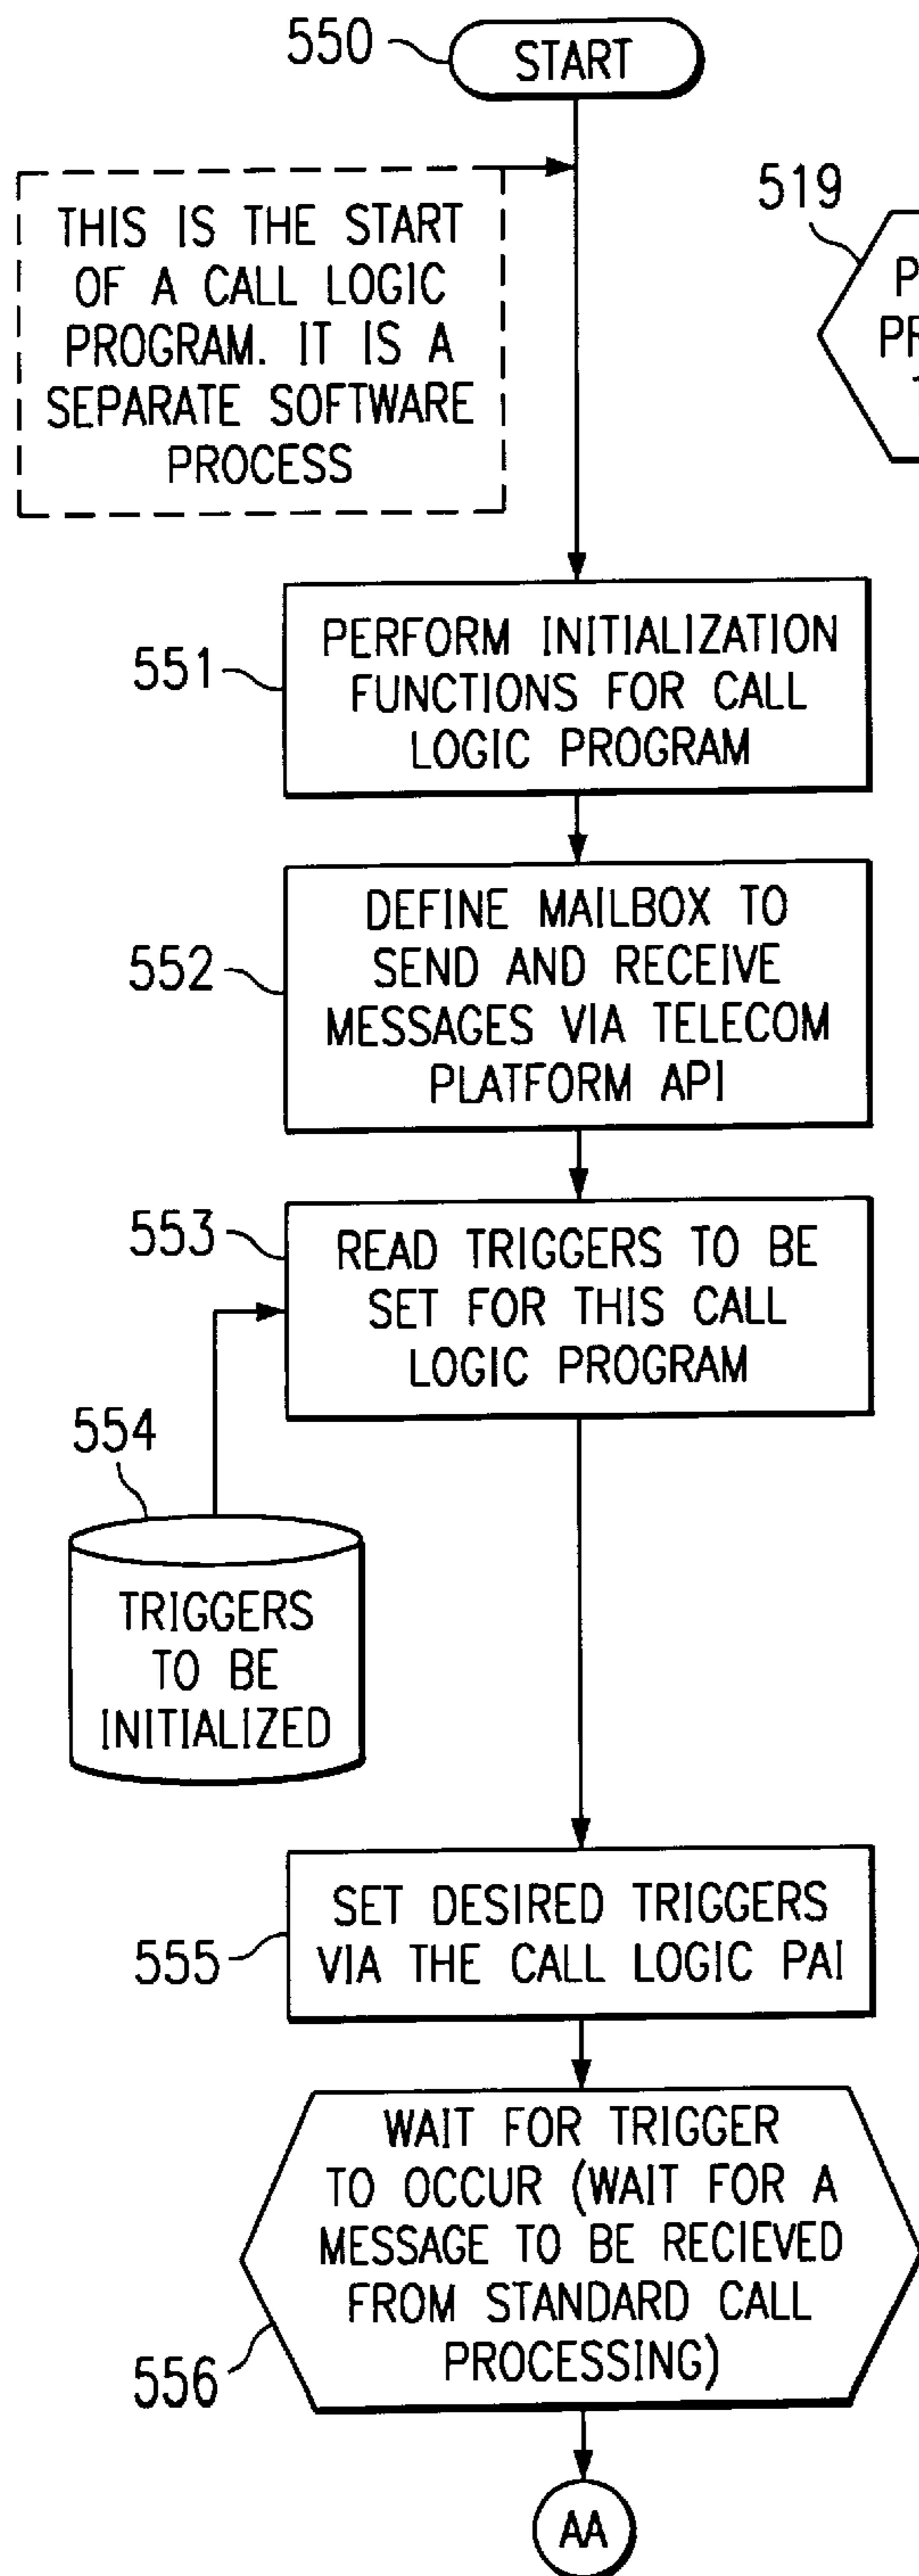 550
START
THIS IS THE START
OF A CALL LOGIC
PROGRAM. IT IS A
SEPARATE SOFTWARE
PROCESS
519
551
PERFORM INITIALIZATION
FUNCTIONS FOR CALL
LOGIC PROGRAM
552
DEFINE MAILBOX TO
SEND AND RECEIVE
MESSAGES VIA TELECOM
PLATFORM API
553
READ TRIGGERS TO BE
SET FOR THIS CALL
LOGIC PROGRAM
554
TRIGGERS
TO BE
INITIALIZED
555
SET DESIRED TRIGGERS
VIA THE CALL LOGIC PAI
556
WAIT FOR TRIGGER
TO OCCUR (WAIT FOR A
MESSAGE TO BE RECIEVED
FROM STANDARD CALL
PROCESSING)
AA